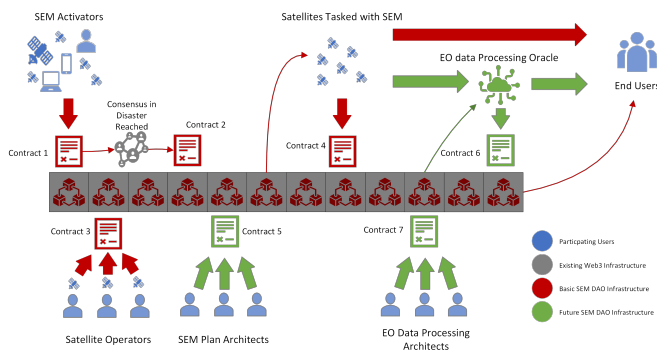 SEM Activators
Satellites Tasked with SEM
EO data Processing Oracle
End Users
Consensus in
Disaster
Reached
Contract 2
Contract 1
Contract 4
Contract 6
Contract 3
Contract 5
Contract 7
Particpating Users
Existing Web3 Infrastructure
Basic SEM DAO Infrastructure
Future SEM DAO Infrastructure
Satellite Operators
SEM Plan Architects
EO Data Processing
Architects